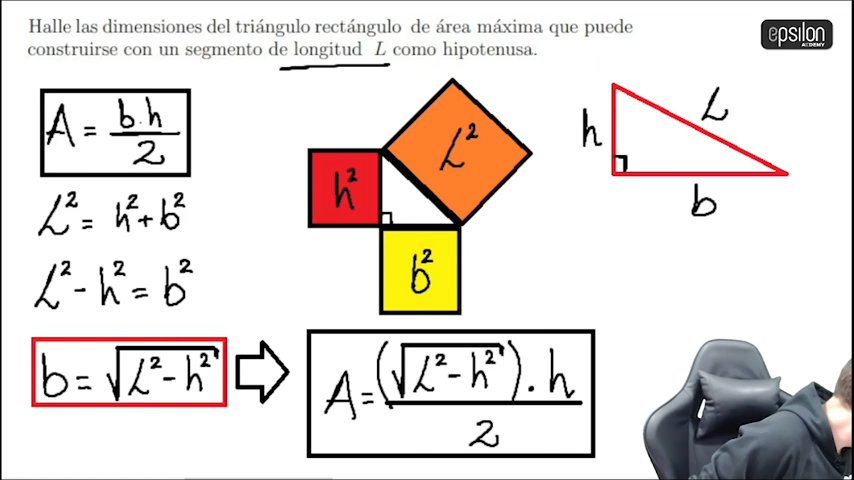 Halle las dimensiones del triángulo rectángulo de área máxima que puede
construirse con un segmento de longitud L como hipotenusa.
epsilon
ACADEMY
A = b.h / 2
L² = h² + b²
L² - h² = b²
b = √(L² - h²)
h²
L²
b²
A = (√(L² - h²)) . h / 2
h
L
b